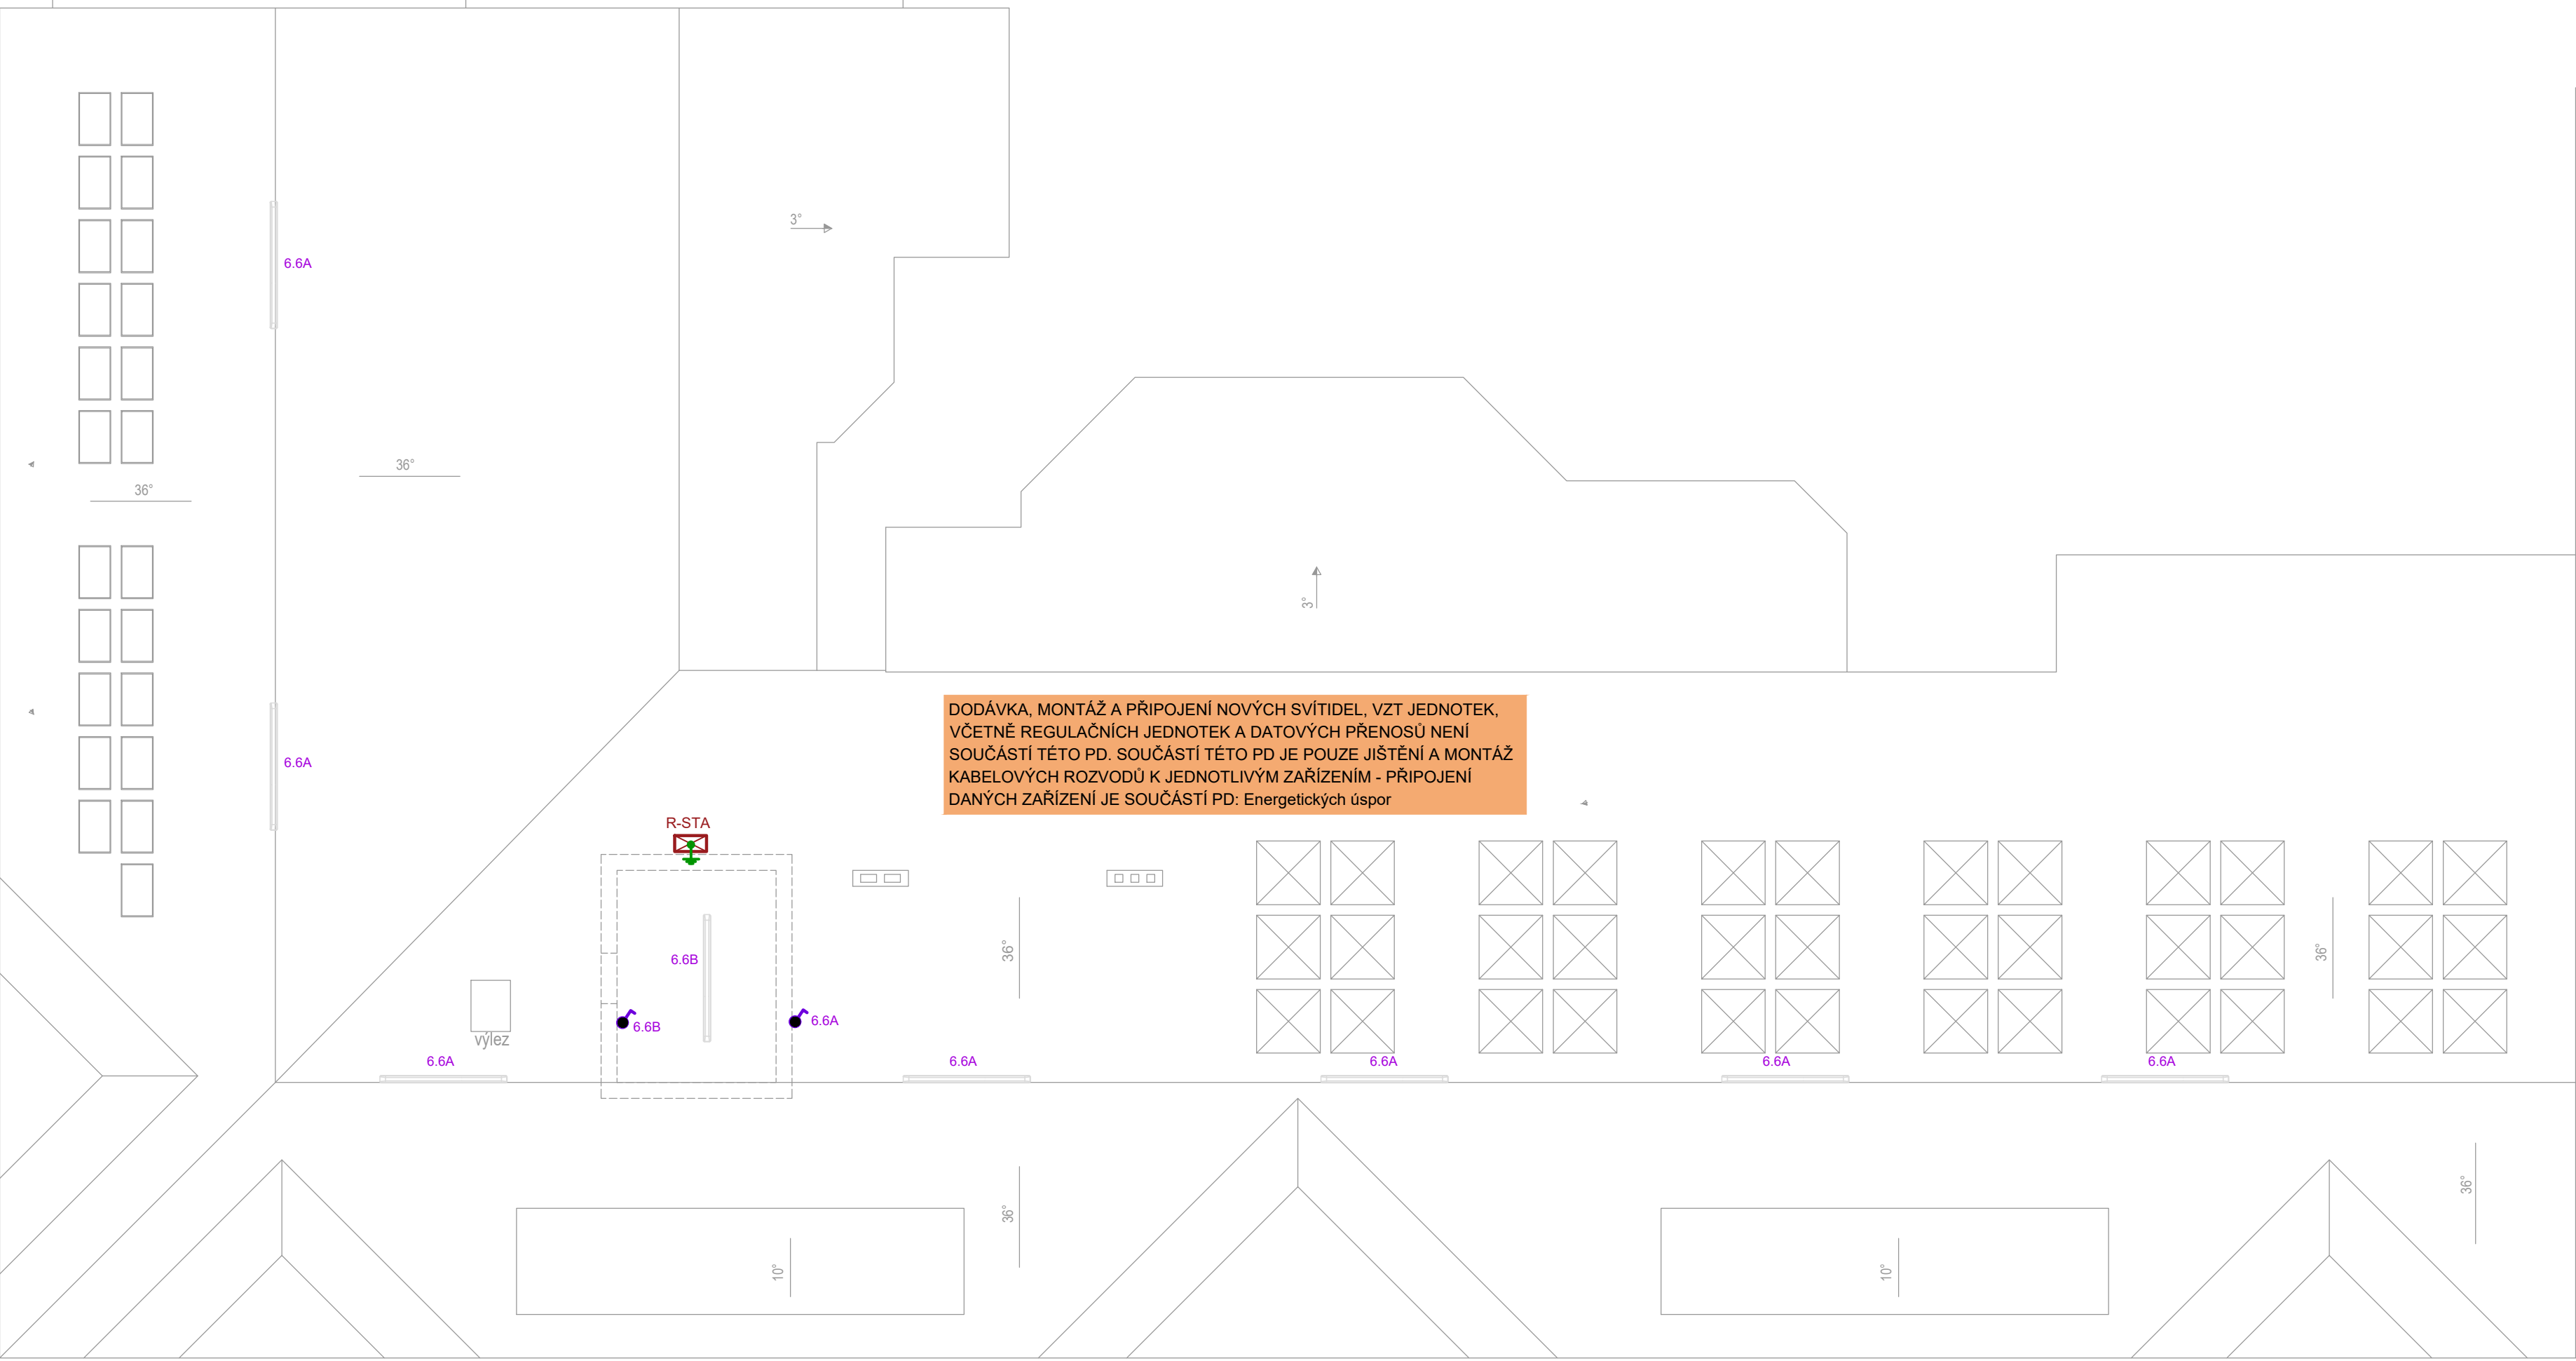 3°
6.6A
36°
36°
3°
DODÁVKA, MONTÁŽ A PŘIPOJENÍ NOVÝCH SVÍTIDEL, VZT JEDNOTEK,
VČETNĚ REGULAČNÍCH JEDNOTEK A DATOVÝCH PŘENOSŮ NENÍ
SOUČÁSTÍ TÉTO PD. SOUČÁSTÍ TÉTO PD JE POUZE JIŠTĚNÍ A MONTÁŽ
KABELOVÝCH ROZVODŮ K JEDNOTLIVÝM ZAŘÍZENÍM - PŘIPOJENÍ
DANÝCH ZAŘÍZENÍ JE SOUČÁSTÍ PD: Energetických úspor
6.6A
R-STA
36°
36°
6.6B
6.6B
6.6A
výlez
6.6A
6.6A
6.6A
6.6A
6.6A
36°
36°
10°
10°